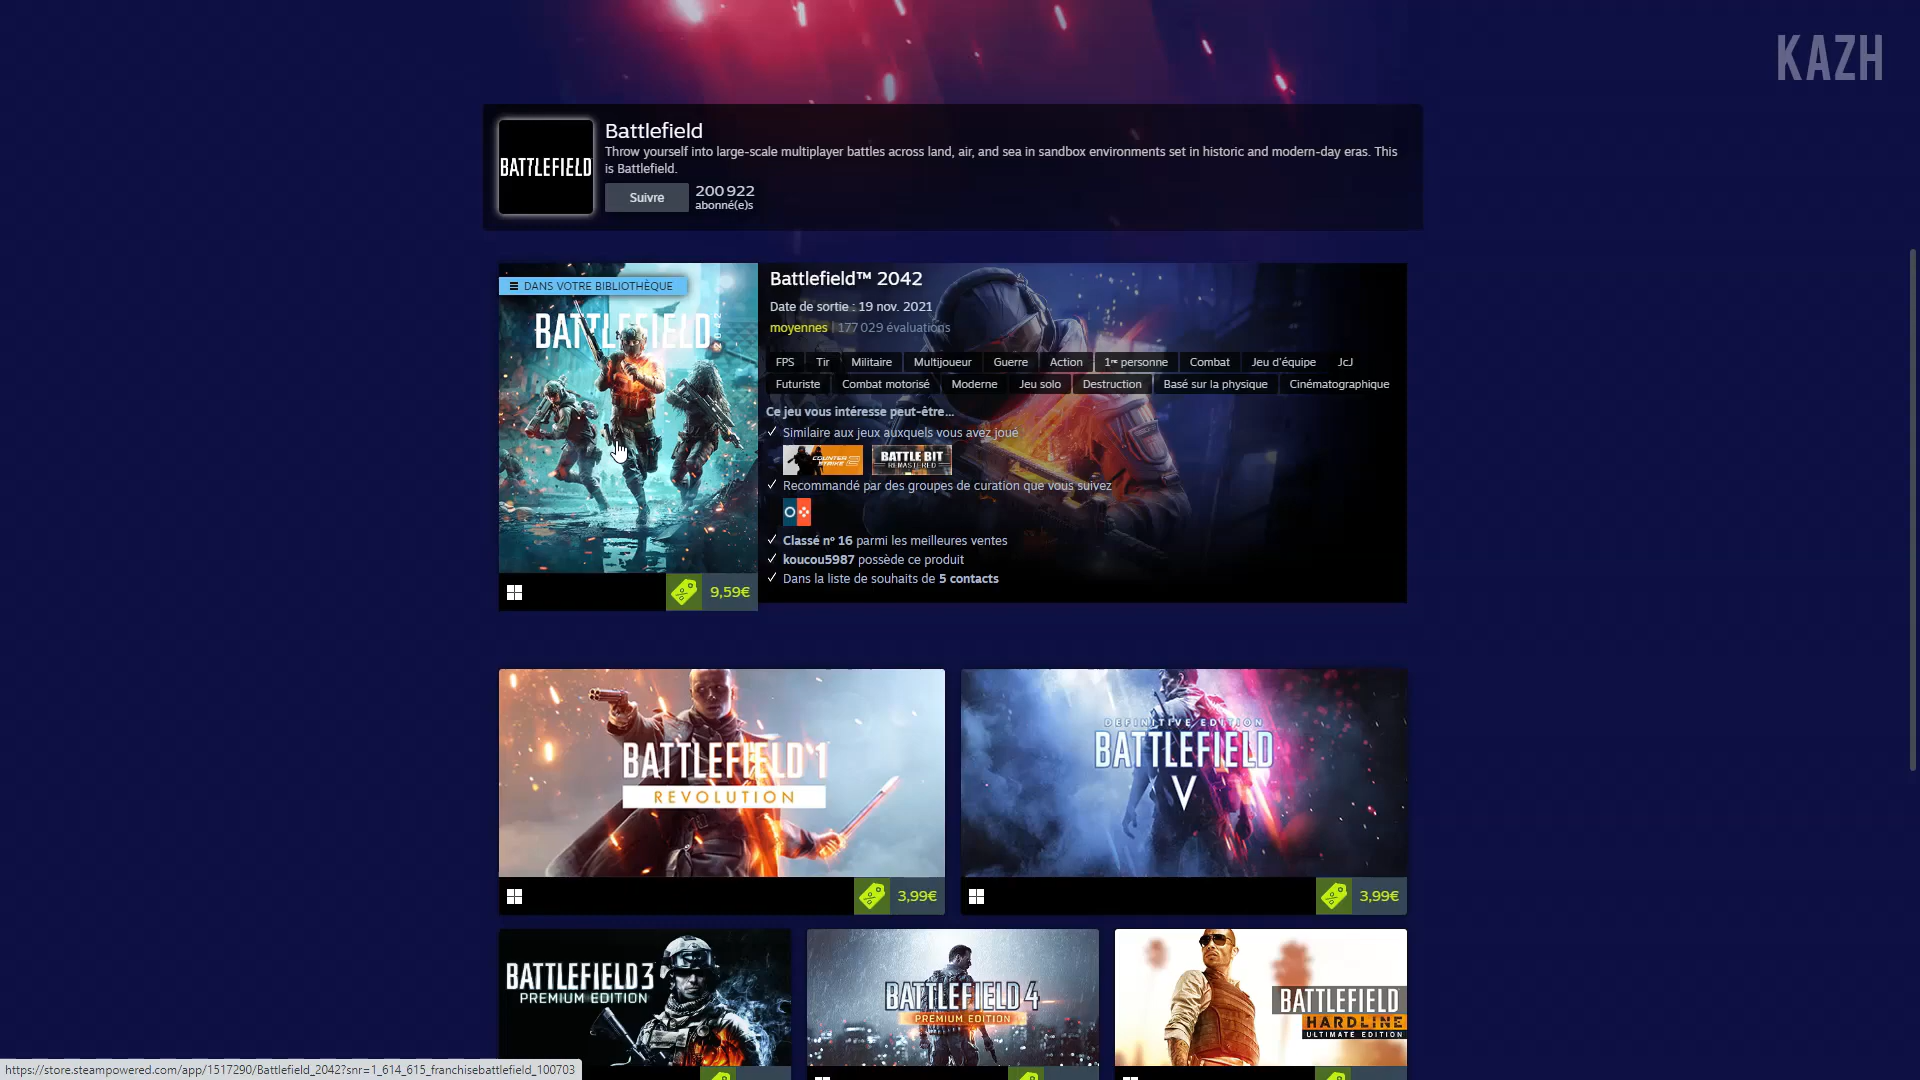 KAZH
BATTLEFIELD
Battlefield
Throw yourself into large-scale multiplayer battles across land, air, and sea in sandbox environments set in historic and modern-day eras. This
is Battlefield.
Suivre
200 922
abonné(e)s
DANS VOTRE BIBLIOTHÈQUE
BATTLEFIELD 2042
9,59€
Battlefield™ 2042
Date de sortie : 19 nov. 2021
moyennes | 177 029 évaluations
FPS Tir Militaire Multijoueur Guerre Action 1re personne Combat Jeu d'équipe JcJ
Futuriste Combat motorisé Moderne Jeu solo Destruction Basé sur la physique Cinématographique
Ce jeu vous intéresse peut-être...
Similaire aux jeux auxquels vous avez joué
COUNTER STRIKE 2
BATTLE BIT
REMASTERED
Recommandé par des groupes de curation que vous suivez
Classé nº 16 parmi les meilleures ventes
koucou5987 possède ce produit
Dans la liste de souhaits de 5 contacts
BATTLEFIELD 1
REVOLUTION
3,99€
DEFINITIVE EDITION
BATTLEFIELD
V
3,99€
BATTLEFIELD 3
PREMIUM EDITION
BATTLEFIELD 4
PREMIUM EDITION
BATTLEFIELD
HARDLINE
ULTIMATE EDITION
https://store.steampowered.com/app/1517290/Battlefield_2042?snr=1_614_615_franchisebattlefield_100703